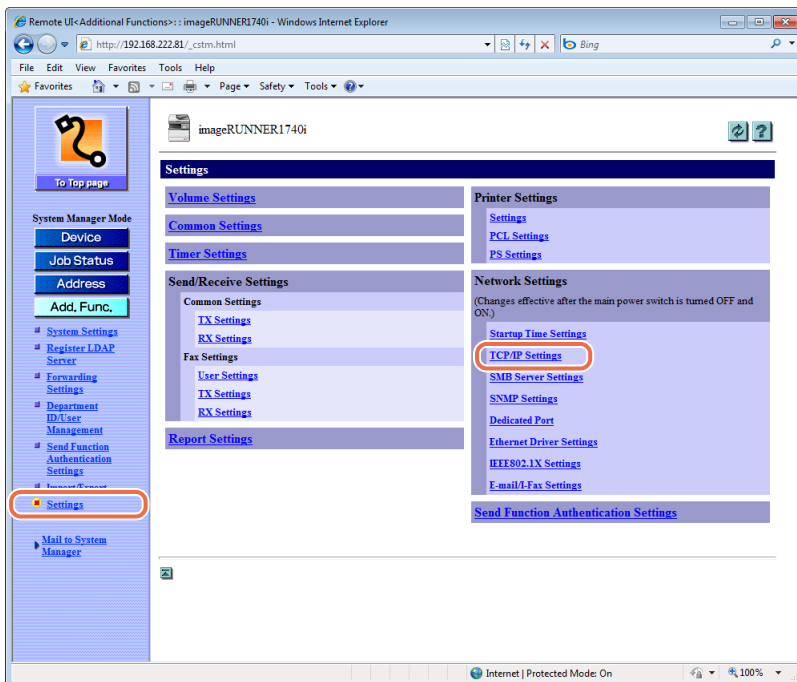 Remote UI<Additional Functions>: : imageRUNNER1740i - Windows Internet Explorer
http://192.168.222.81/_cstm.html
Bing
File Edit View Favorites Tools Help
Favorites
Page Safety Tools
imageRUNNER1740i
To Top page
System Manager Mode
Device
Job Status
Address
Add. Func.
System Settings
Register LDAP
Server
Forwarding
Settings
Department
ID/User
Management
Send Function
Authentication
Settings
Import/Export
Settings
Mail to System
Manager
Settings
Volume Settings
Common Settings
Timer Settings
Send/Receive Settings
Common Settings
TX Settings
RX Settings
Fax Settings
User Settings
TX Settings
RX Settings
Report Settings
Printer Settings
Settings
PCL Settings
PS Settings
Network Settings
(Changes effective after the main power switch is turned OFF and
ON.)
Startup Time Settings
TCP/IP Settings
SMB Server Settings
SNMP Settings
Dedicated Port
Ethernet Driver Settings
IEEE802.1X Settings
E-mail/I-Fax Settings
Send Function Authentication Settings
Internet | Protected Mode: On
100%